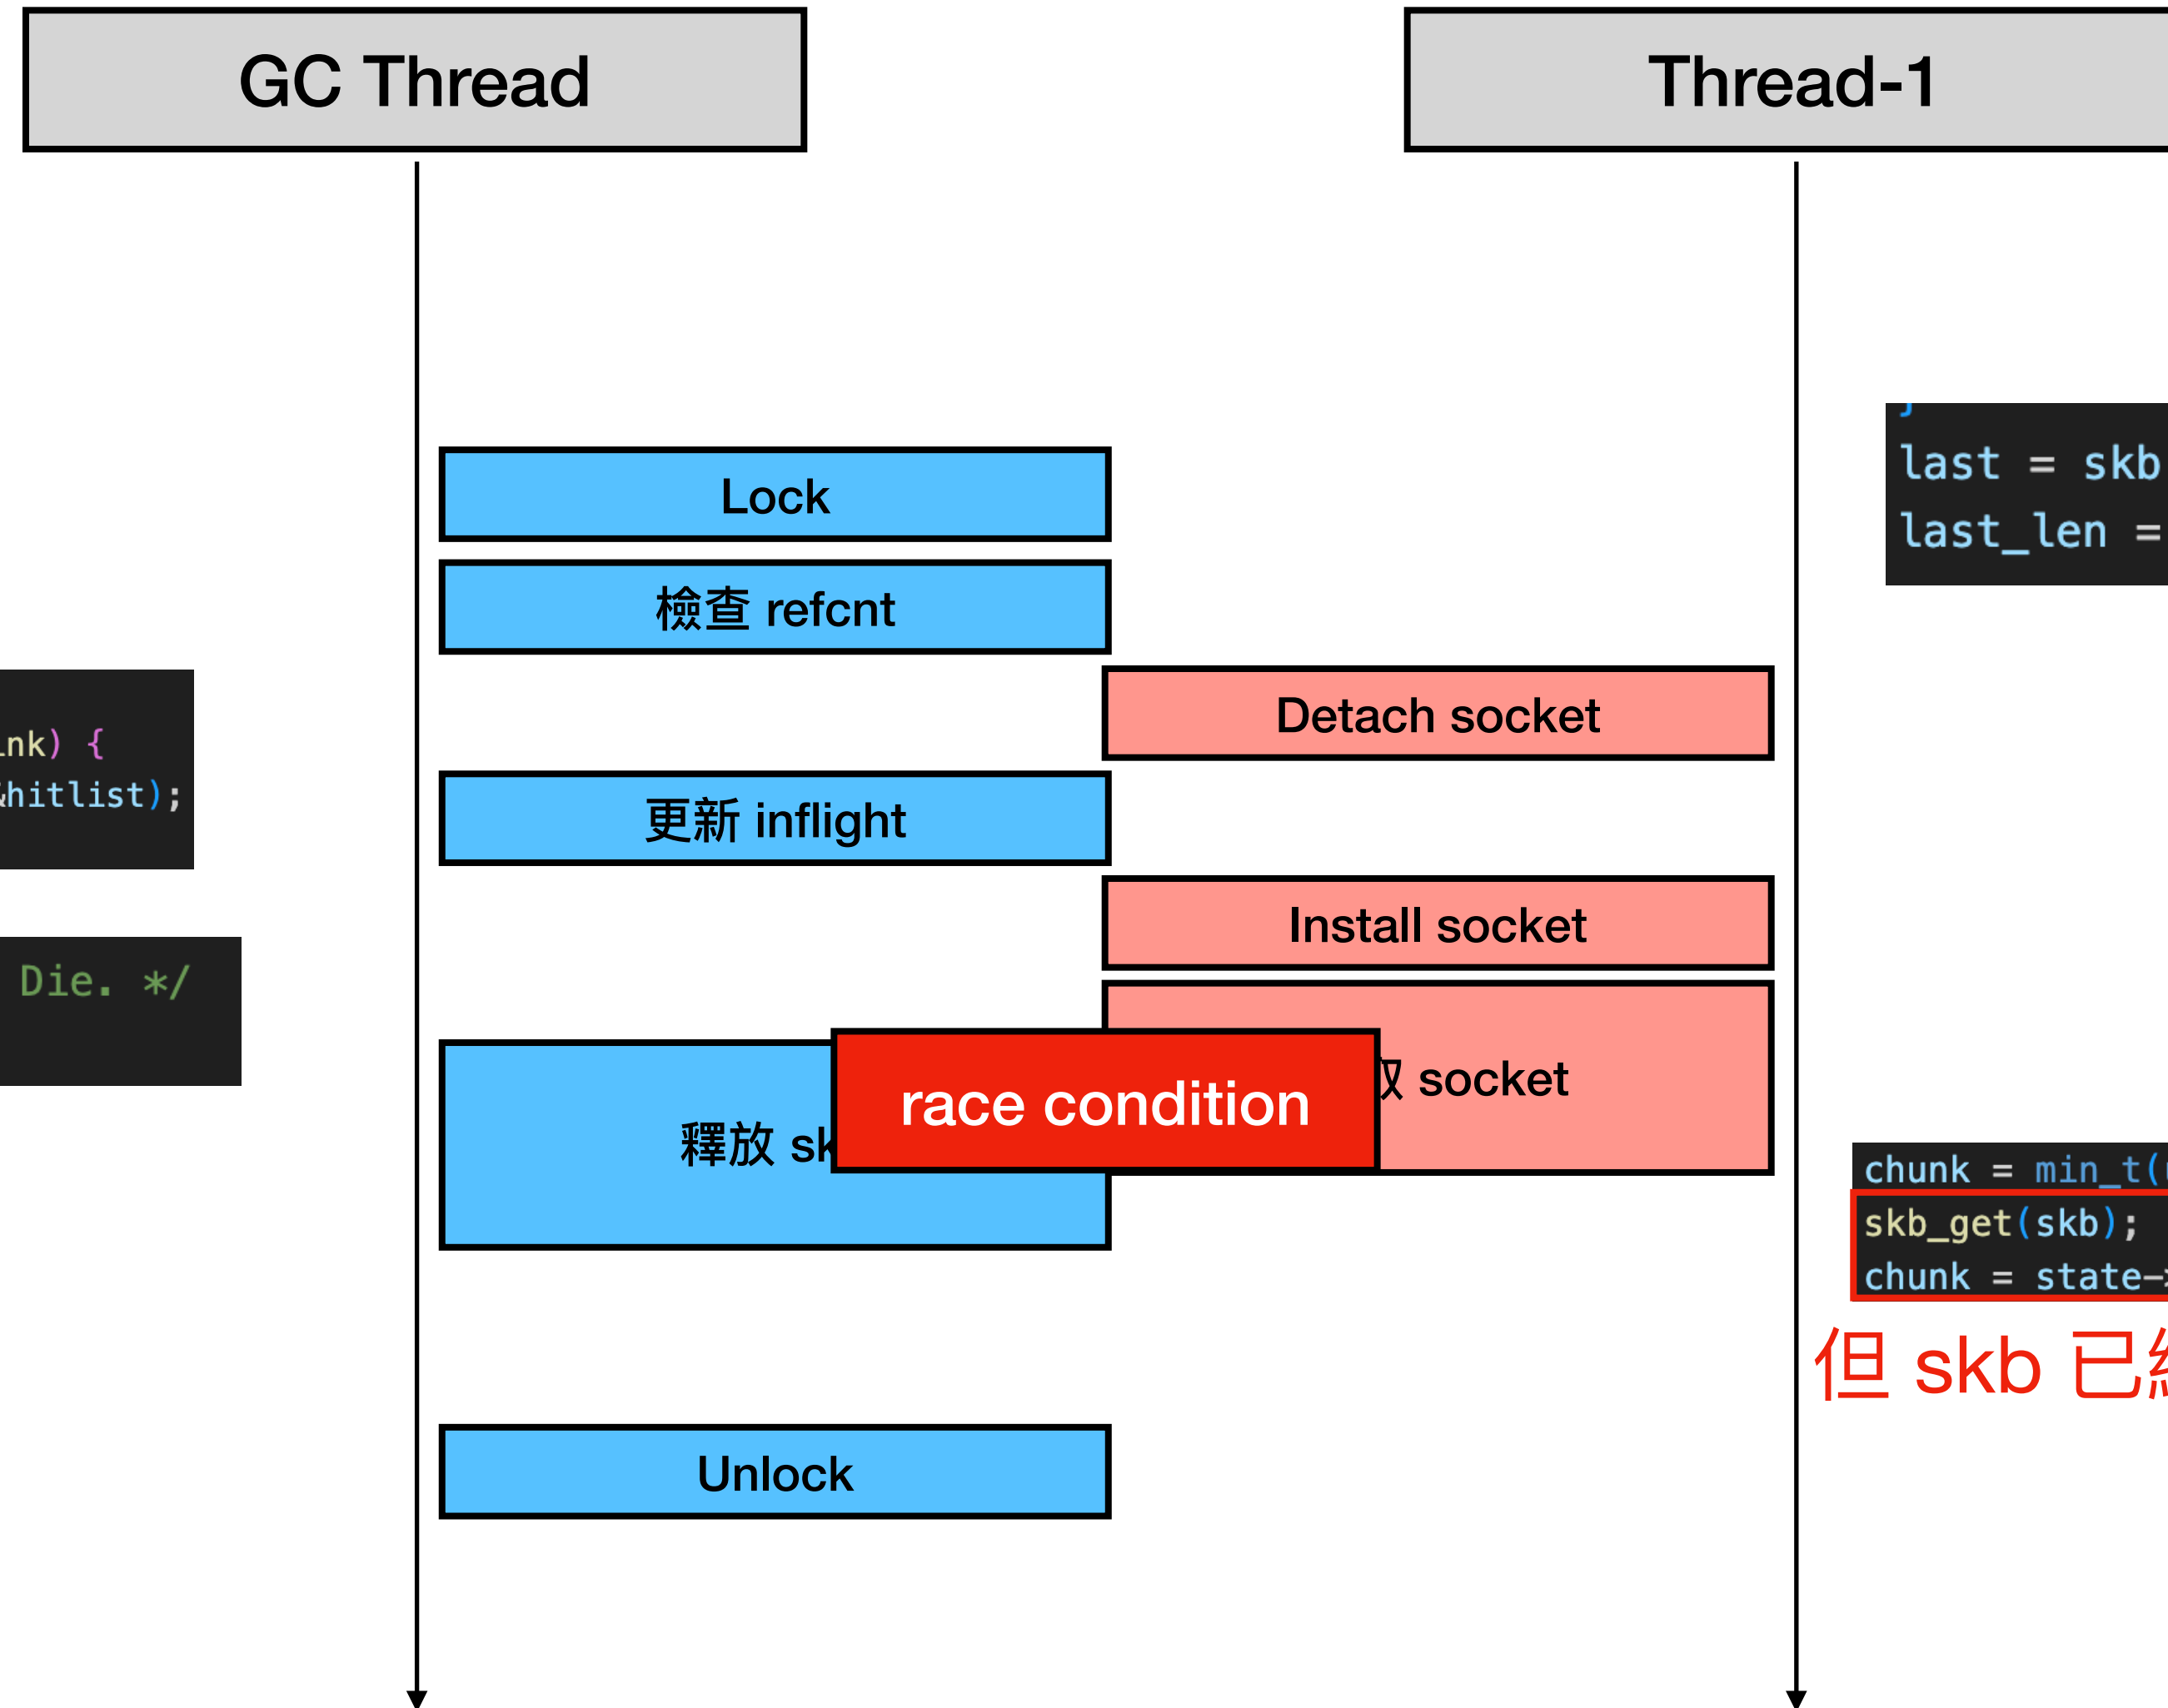 GC Thread
Thread-1
last = skb
last_len =
Lock
檢查 refcnt
Detach socket
nk) {
hitlist);
更新 inflight
Install socket
Die. */
socket
race condition
釋放
chunk = min_t(
skb_get(skb);
chunk = state-
但 skb 已
Unlock